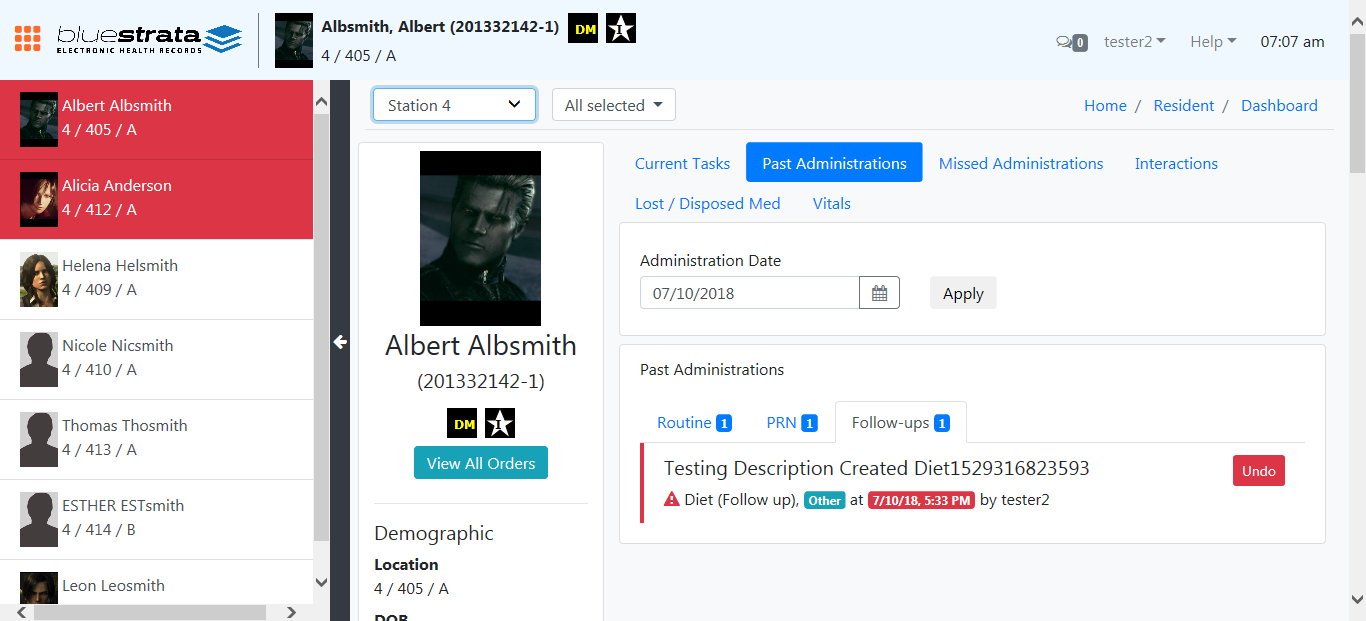 bluestrata
ELECTRONIC HEALTH RECORDS
Albsmith, Albert (201332142-1) DM I
4 / 405 / A
0 tester2 Help 07:07 am
Albert Albsmith
4 / 405 / A
Alicia Anderson
4 / 412 / A
Helena Helsmith
4 / 409 / A
Nicole Nicsmith
4 / 410 / A
Thomas Thosmith
4 / 413 / A
ESTHER ESTsmith
4 / 414 / B
Leon Leosmith
Station 4 All selected
Home / Resident / Dashboard
Albert Albsmith
(201332142-1)
DM I
View All Orders
Demographic
Location
4 / 405 / A
DOB
Current Tasks Past Administrations Missed Administrations Interactions
Lost / Disposed Med Vitals
Administration Date
07/10/2018 Apply
Past Administrations
Routine 1 PRN 1 Follow-ups 1
Testing Description Created Diet1529316823593 Undo
Diet (Follow up), Other at 7/10/18, 5:33 PM by tester2